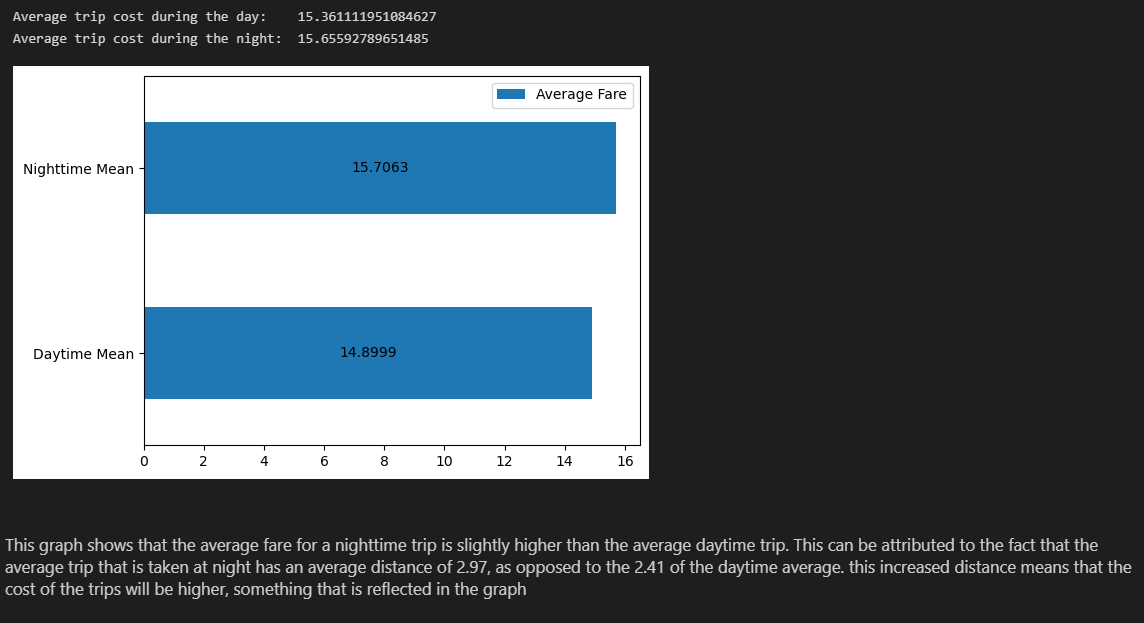 Average trip cost during the day:    15.361111951084627
Average trip cost during the night:  15.65592789651485
Average Fare
Nighttime Mean
15.7063
Daytime Mean
14.8999
0 2 4 6 8 10 12 14 16
This graph shows that the average fare for a nighttime trip is slightly higher than the average daytime trip. This can be attributed to the fact that the
average trip that is taken at night has an average distance of 2.97, as opposed to the 2.41 of the daytime average. this increased distance means that the
cost of the trips will be higher, something that is reflected in the graph